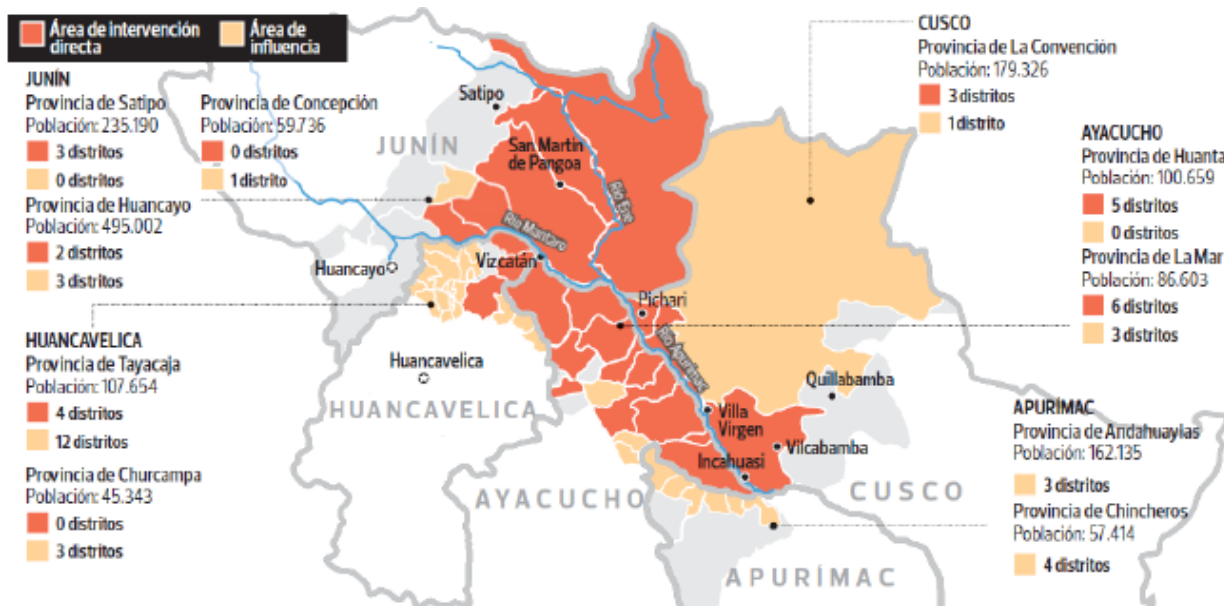 Área de intervención
directa
Área de
influencia
JUNÍN
Provincia de Satipo
Población: 235.190
3 distritos
0 distritos
Provincia de Huancayo
Población: 495.002
2 distritos
3 distritos
Provincia de Concepción
Población: 59.736
0 distritos
1 distrito
HUANCAVELICA
Provincia de Tayacaja
Población: 107.654
4 distritos
12 distritos
Provincia de Churcampa
Población: 45.343
0 distritos
3 distritos
Satipo
JUNÍN
San Martín
de Pangoa
Río Ene
Río Mantaro
Huancayo
Vizcatán
Pichari
Río Apurímac
Huancavelica
HUANCAVELICA
Quillabamba
Villa
Virgen
Vilcabamba
Incahuasi
AYACUCHO
CUSCO
APURÍMAC
CUSCO
Provincia de La Convención
Población: 179.326
3 distritos
1 distrito
AYACUCHO
Provincia de Huanta
Población: 100.659
5 distritos
0 distritos
Provincia de La Mar
Población: 86.603
6 distritos
3 distritos
APURÍMAC
Provincia de Andahuaylas
Población: 162.135
3 distritos
Provincia de Chincheros
Población: 57.414
4 distritos